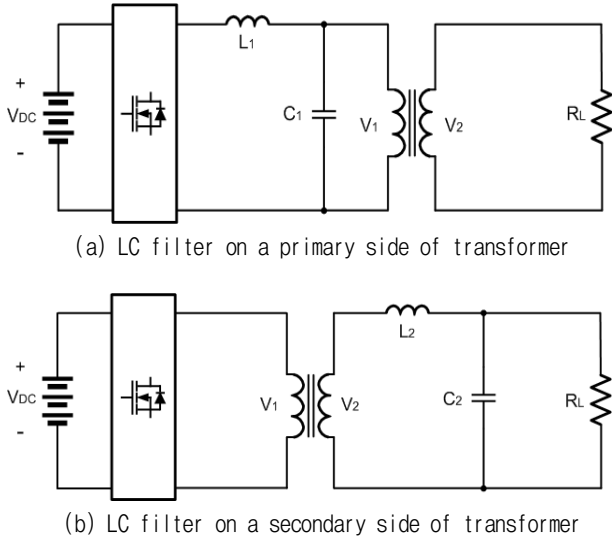 L1
+
VDC
-
C1
V1
V2
RL
(a) LC filter on a primary side of transformer
L2
+
VDC
-
V1
V2
C2
RL
(b) LC filter on a secondary side of transformer